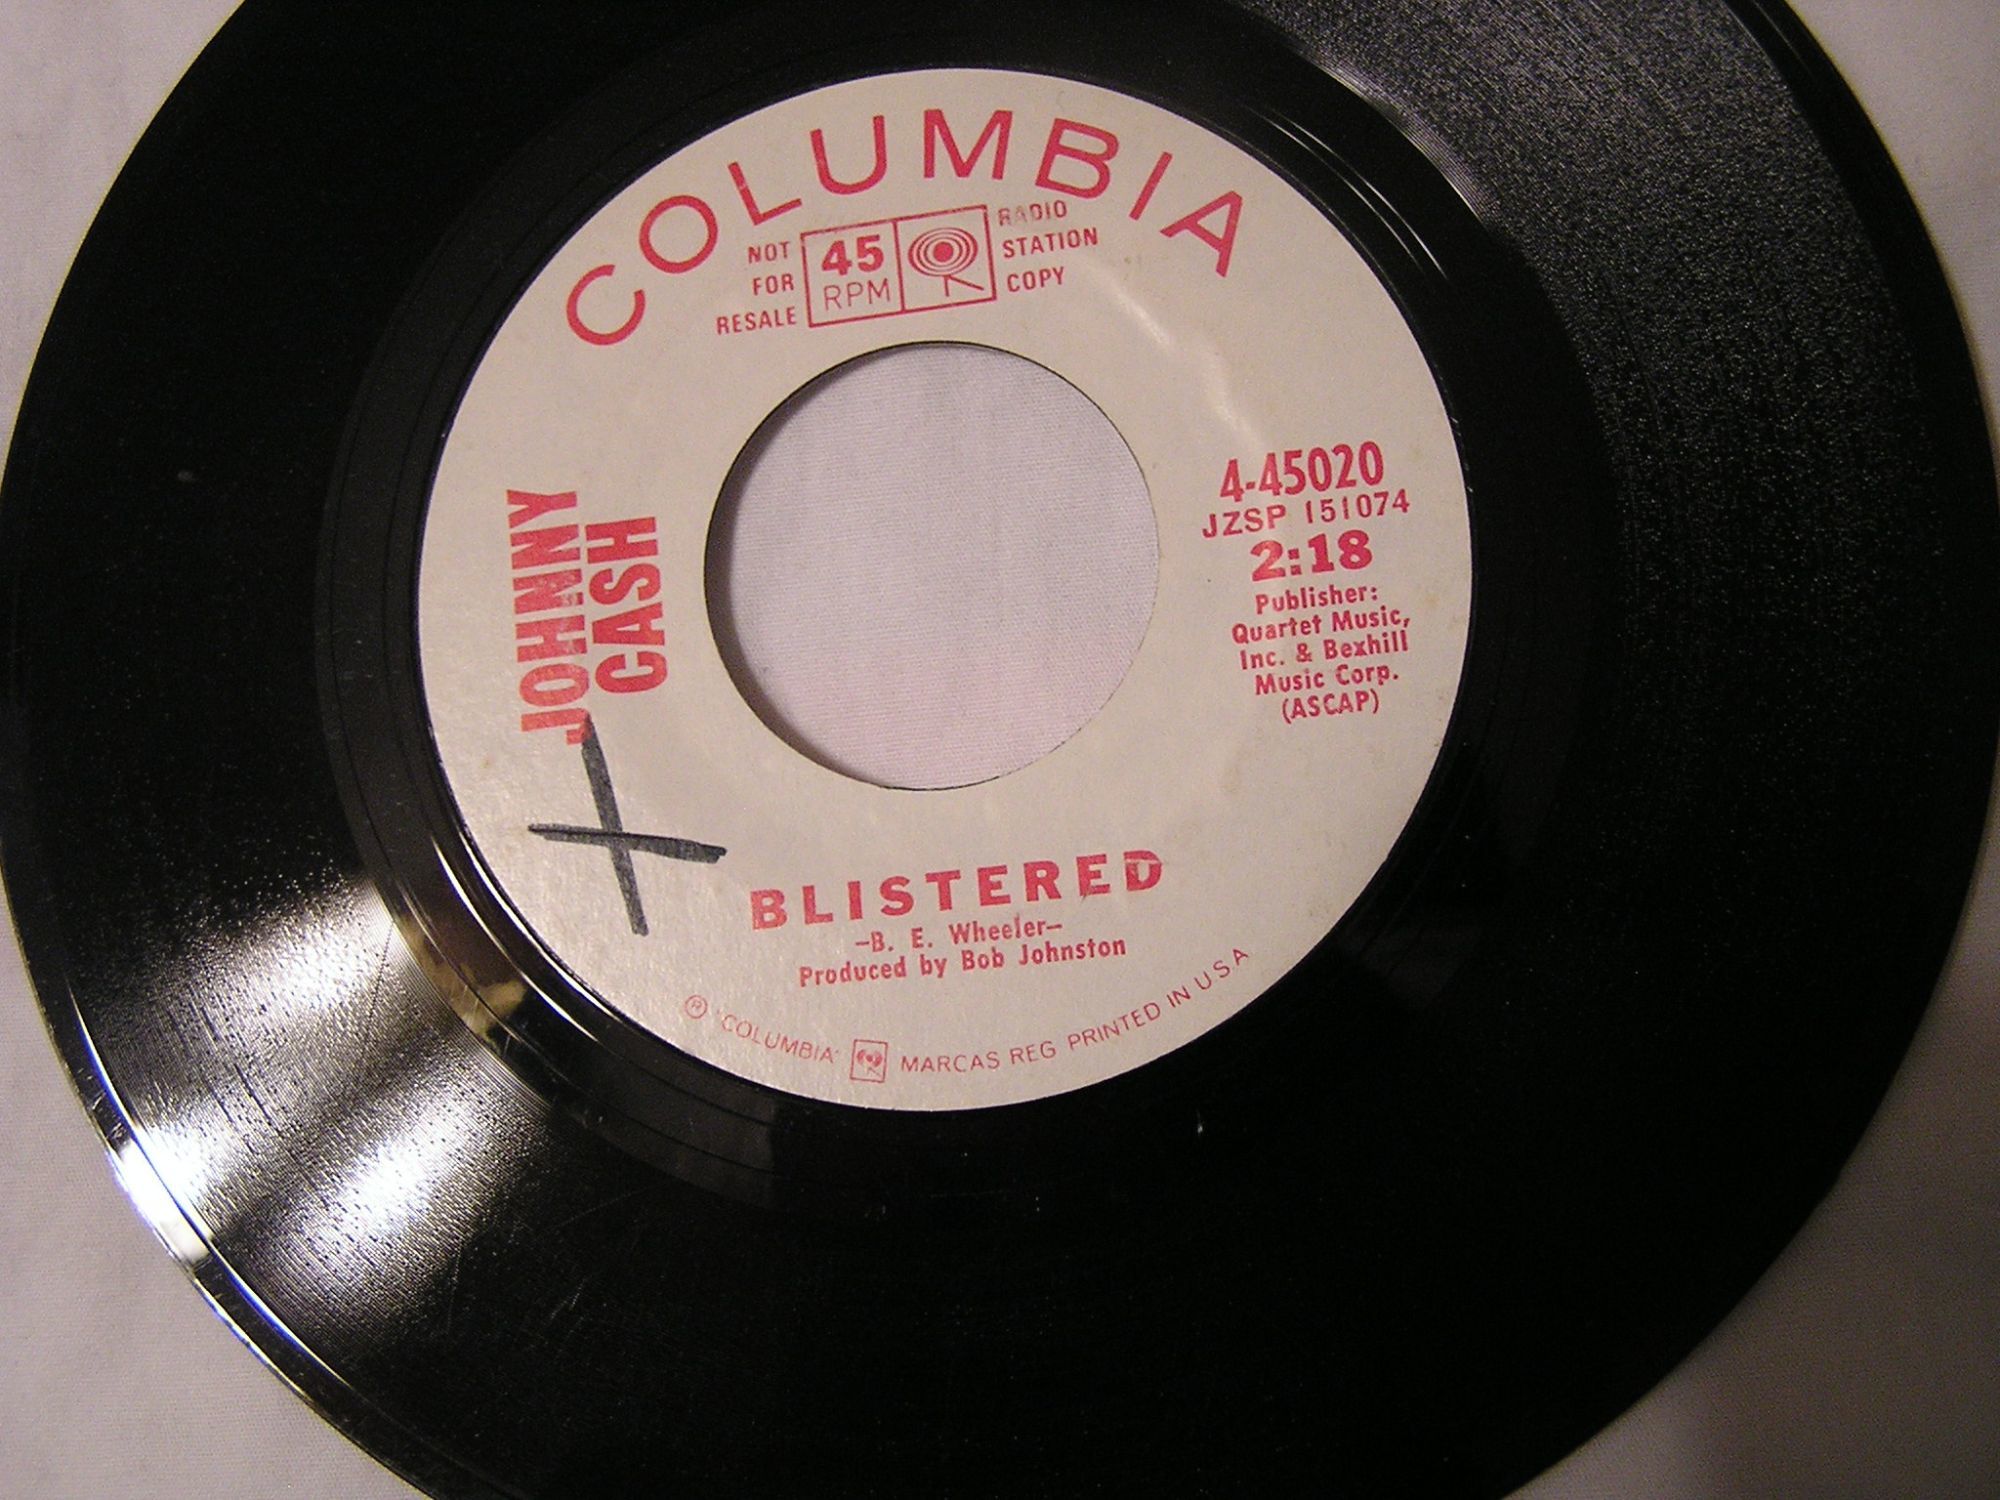 COLUMBIA
NOT
FOR
RESALE
45
RPM
RADIO
STATION
COPY
JOHNNY
CASH
4-45020
JZSP 151074
2:18
Publisher:
Quartet Music,
Inc. & Bexhill
Music Corp.
(ASCAP)
BLISTERED
-B. E. Wheeler-
Produced by Bob Johnston
® "COLUMBIA" MARCAS REG PRINTED IN U.S.A